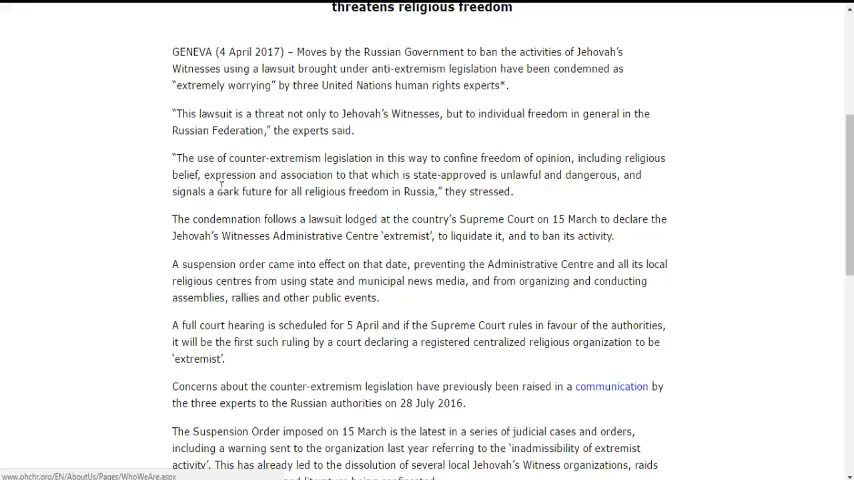 threatens religious freedom
GENEVA (4 April 2017) – Moves by the Russian Government to ban the activities of Jehovah's
Witnesses using a lawsuit brought under anti-extremism legislation have been condemned as
“extremely worrying” by three United Nations human rights experts*.
“This lawsuit is a threat not only to Jehovah's Witnesses, but to individual freedom in general in the
Russian Federation,” the experts said.
“The use of counter-extremism legislation in this way to confine freedom of opinion, including religious
belief, expression and association to that which is state-approved is unlawful and dangerous, and
signals a dark future for all religious freedom in Russia,” they stressed.
The condemnation follows a lawsuit lodged at the country's Supreme Court on 15 March to declare the
Jehovah's Witnesses Administrative Centre ‘extremist’, to liquidate it, and to ban its activity.
A suspension order came into effect on that date, preventing the Administrative Centre and all its local
religious centres from using state and municipal news media, and from organizing and conducting
assemblies, rallies and other public events.
A full court hearing is scheduled for 5 April and if the Supreme Court rules in favour of the authorities,
it will be the first such ruling by a court declaring a registered centralized religious organization to be
‘extremist’.
Concerns about the counter-extremism legislation have previously been raised in a communication by
the three experts to the Russian authorities on 28 July 2016.
The Suspension Order imposed on 15 March is the latest in a series of judicial cases and orders,
including a warning sent to the organization last year referring to the ‘inadmissibility of extremist
activity’. This has already led to the dissolution of several local Jehovah's Witness organizations, raids
literature being confiscated.
www.ohchr.org/EN/AboutUs/Pages/WhoWeAre.aspx